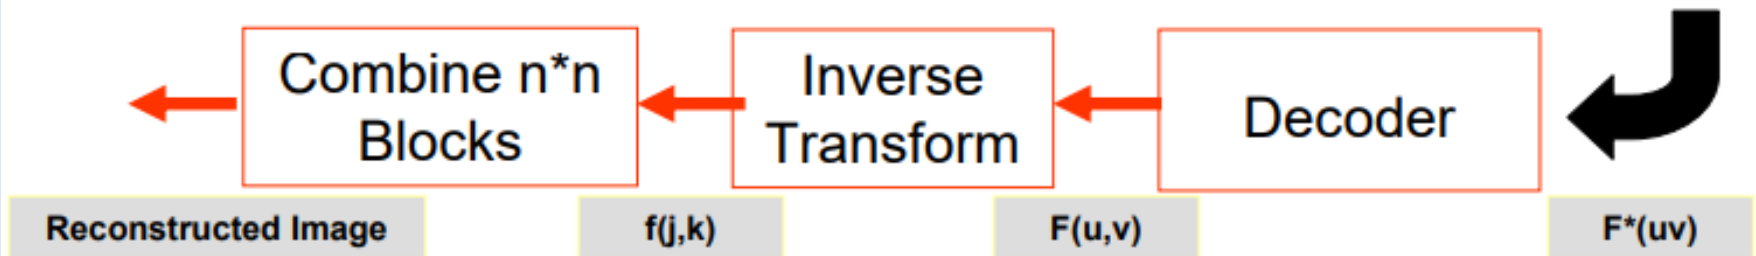 Combine n*n
Blocks
Inverse
Transform
Decoder
Reconstructed Image
f(j,k)
F(u,v)
F*(uv)